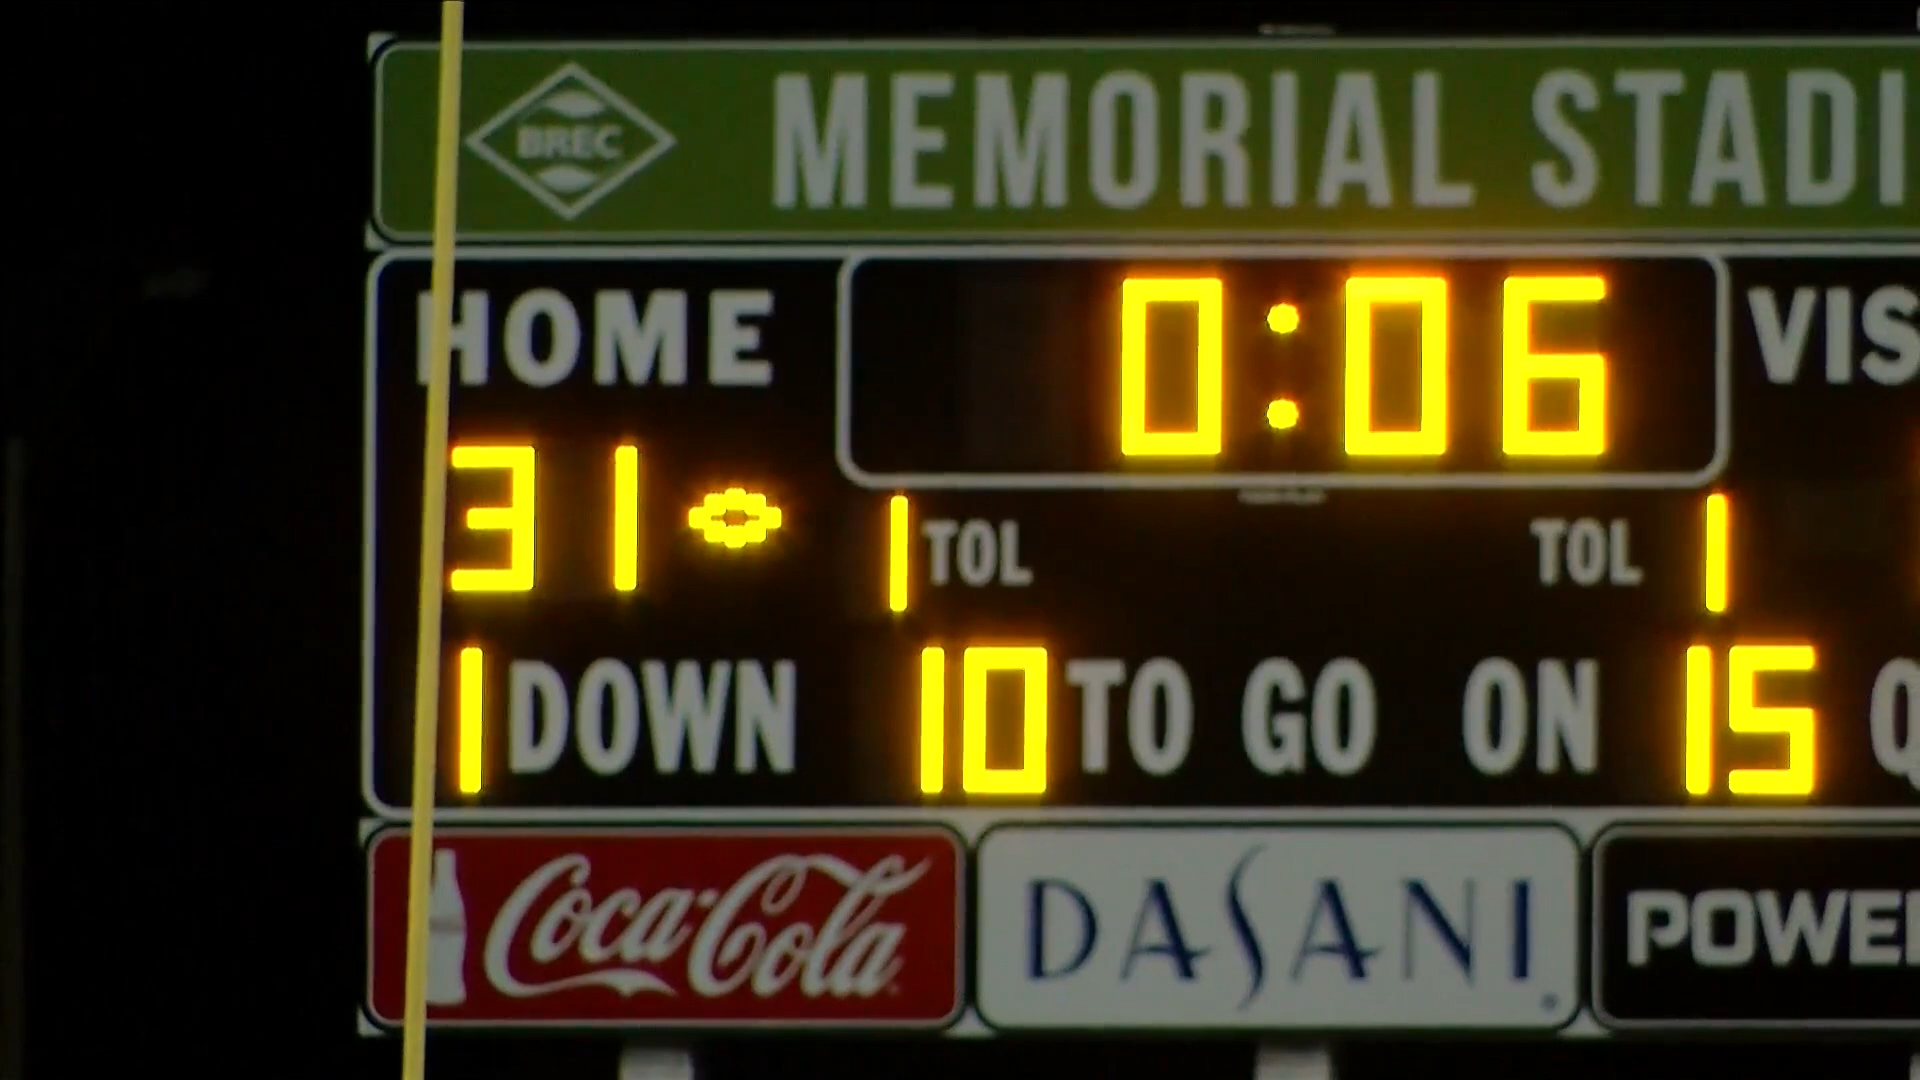 BREC MEMORIAL STADI
HOME 0:06 VIS
31 1 TOL TOL 1
1 DOWN 10 TO GO ON 15 Q
Coca-Cola DASANI POWE